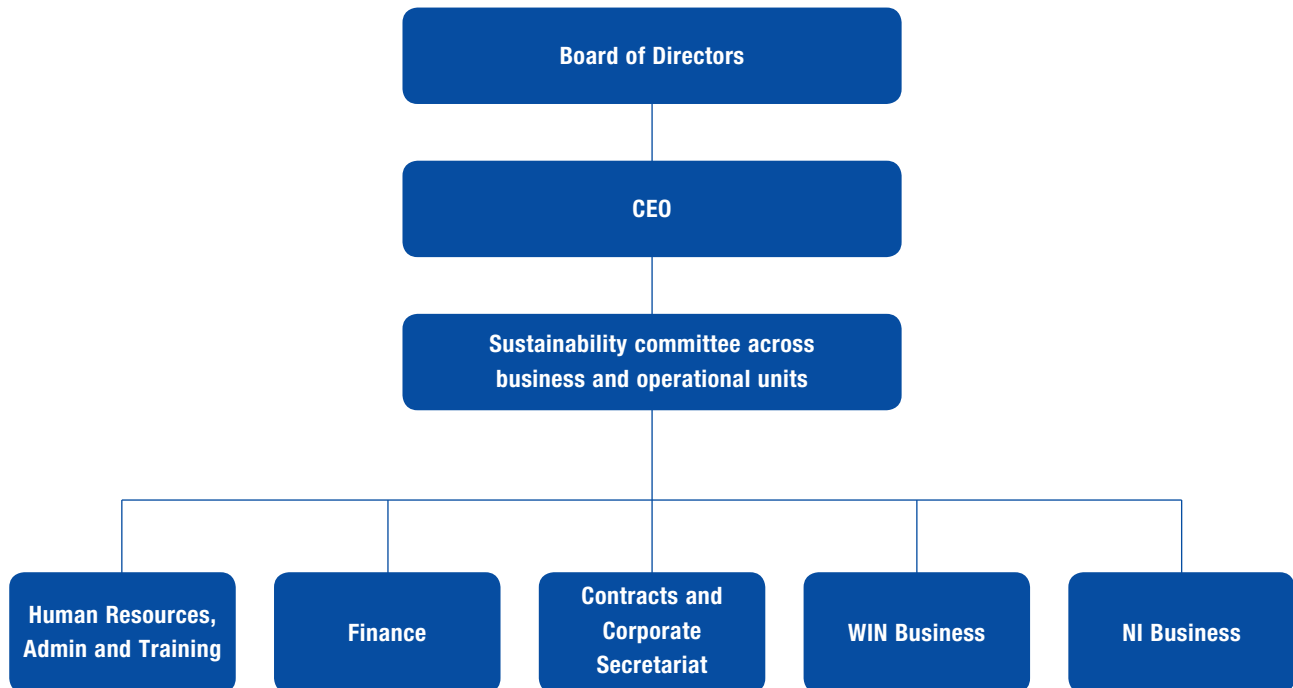 Board of Directors
CEO
Sustainability committee across
business and operational units
Human Resources,
Admin and Training
Finance
Contracts and
Corporate
Secretariat
WIN Business
NI Business